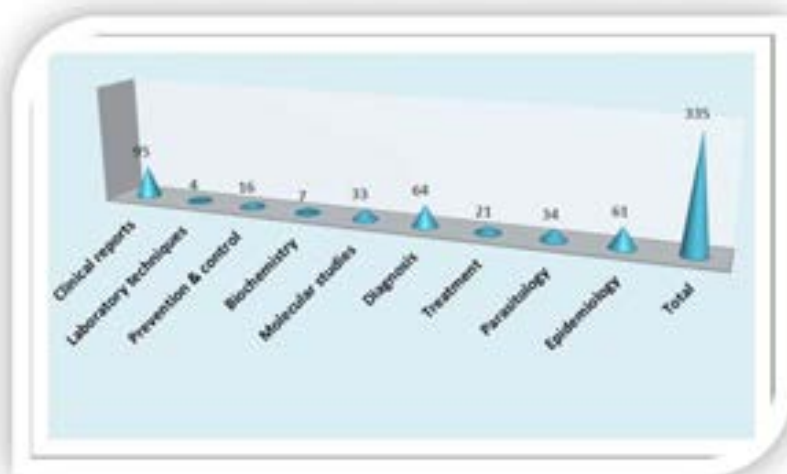 95
4
16
7
33
64
21
34
61
335
Clinical reports
Laboratory techniques
Prevention & control
Biochemistry
Molecular studies
Diagnosis
Treatment
Parasitology
Epidemiology
Total